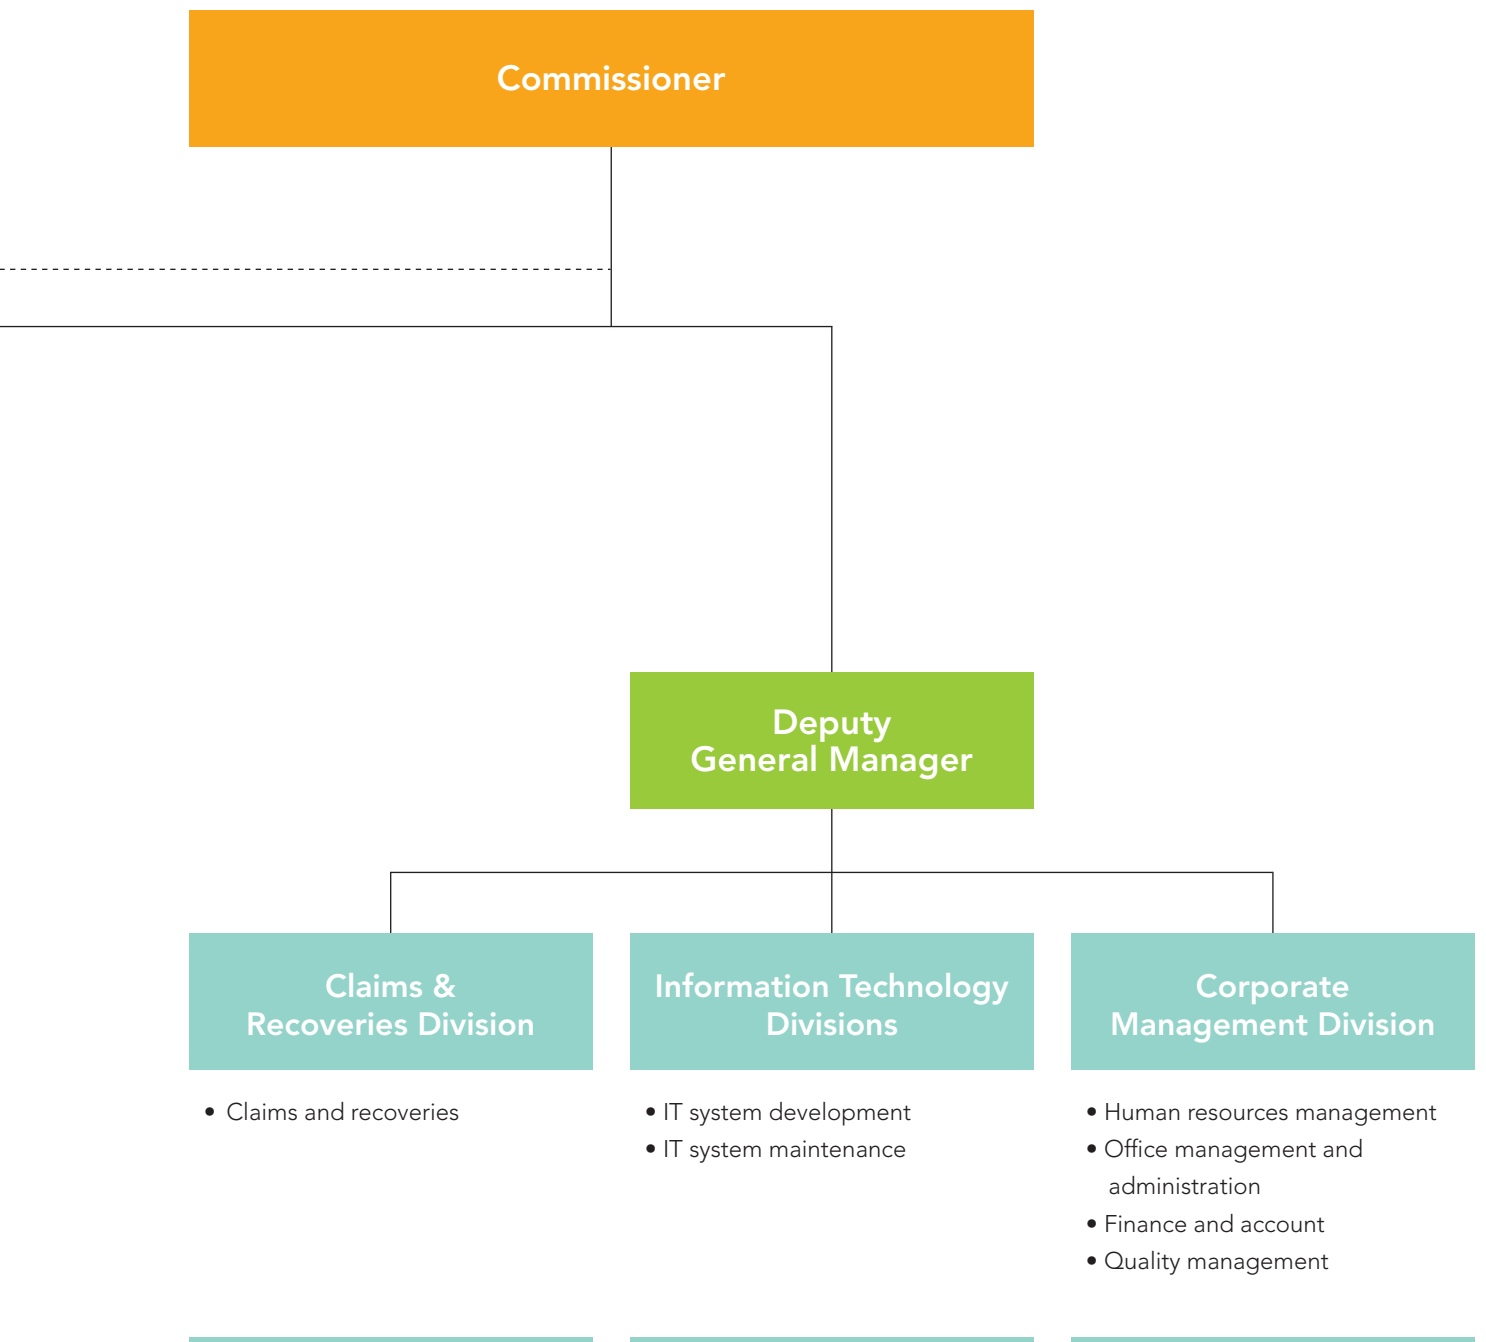 Commissioner
Deputy
General Manager
Claims &
Recoveries Division
• Claims and recoveries
Information Technology
Divisions
• IT system development
• IT system maintenance
Corporate
Management Division
• Human resources management
• Office management and
administration
• Finance and account
• Quality management